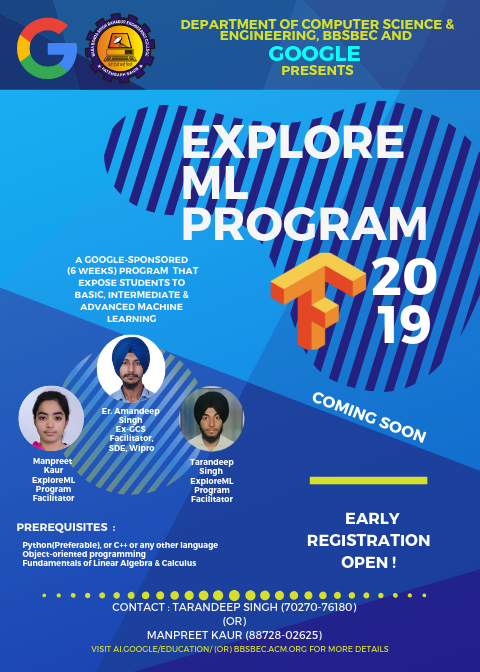 DEPARTMENT OF COMPUTER SCIENCE &
ENGINEERING, BBSBEC AND
GOOGLE
PRESENTS
EXPLORE
ML
PROGRAM
2019
A GOOGLE-SPONSORED
(6 WEEKS) PROGRAM THAT
EXPOSE STUDENTS TO
BASIC, INTERMEDIATE &
ADVANCED MACHINE
LEARNING
COMING SOON
Er. Amandeep
Singh
Ex-GCS
Facilitator,
SDE, Wipro
Manpreet
Kaur
ExploreML
Program
Facilitator
Tarandeep
Singh
ExploreML
Program
Facilitator
PREREQUISITES :
Python(Preferable), or C++ or any other language
Object-oriented programming
Fundamentals of Linear Algebra & Calculus
EARLY
REGISTRATION
OPEN !
CONTACT : TARANDEEP SINGH (70270-76180)
(OR)
MANPREET KAUR (88728-02625)
VISIT AI.GOOGLE/EDUCATION/ (OR) BBSBEC.ACM.ORG FOR MORE DETAILS